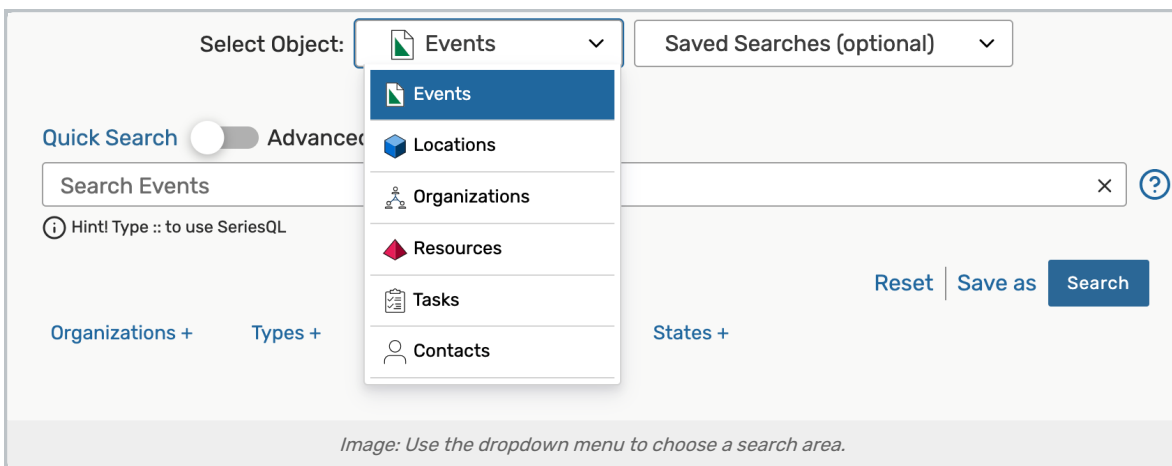 Select Object: Events Saved Searches (optional)
Events
Quick Search Advanced
Locations
Search Events
Organizations
Hint! Type :: to use SeriesQL
Resources
Reset Save as Search
Tasks
Organizations + Types + States +
Contacts
Image: Use the dropdown menu to choose a search area.